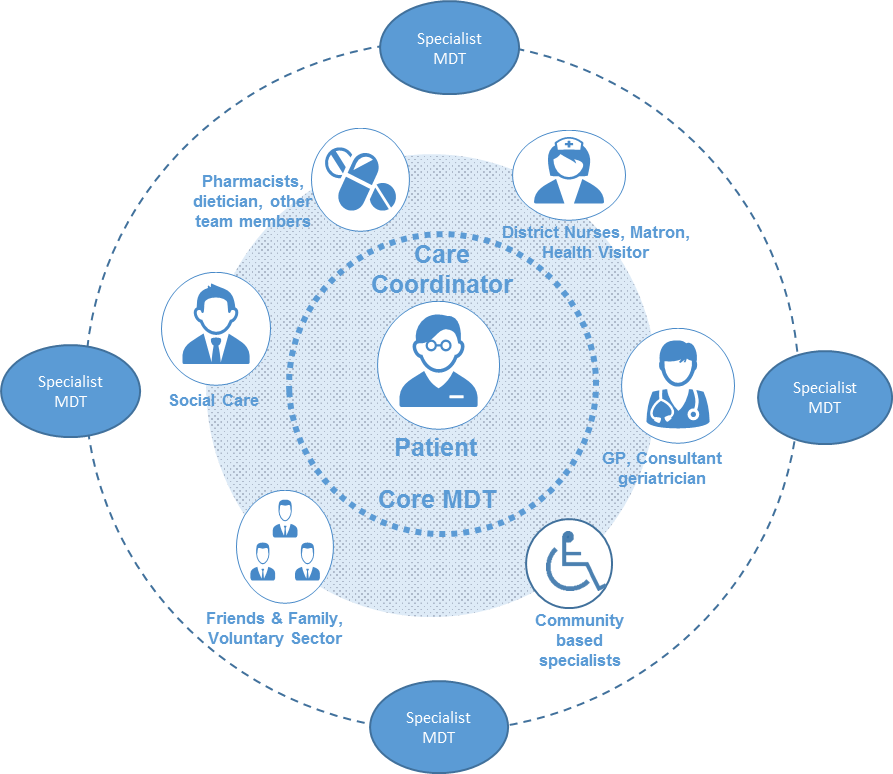 Specialist
MDT
Pharmacists,
dietician, other
team members
District Nurses, Matron,
Health Visitor
Care
Coordinator
Social Care
Specialist
MDT
Specialist
MDT
Patient
GP, Consultant
geriatrician
Core MDT
Friends & Family,
Voluntary Sector
Community
based
specialists
Specialist
MDT